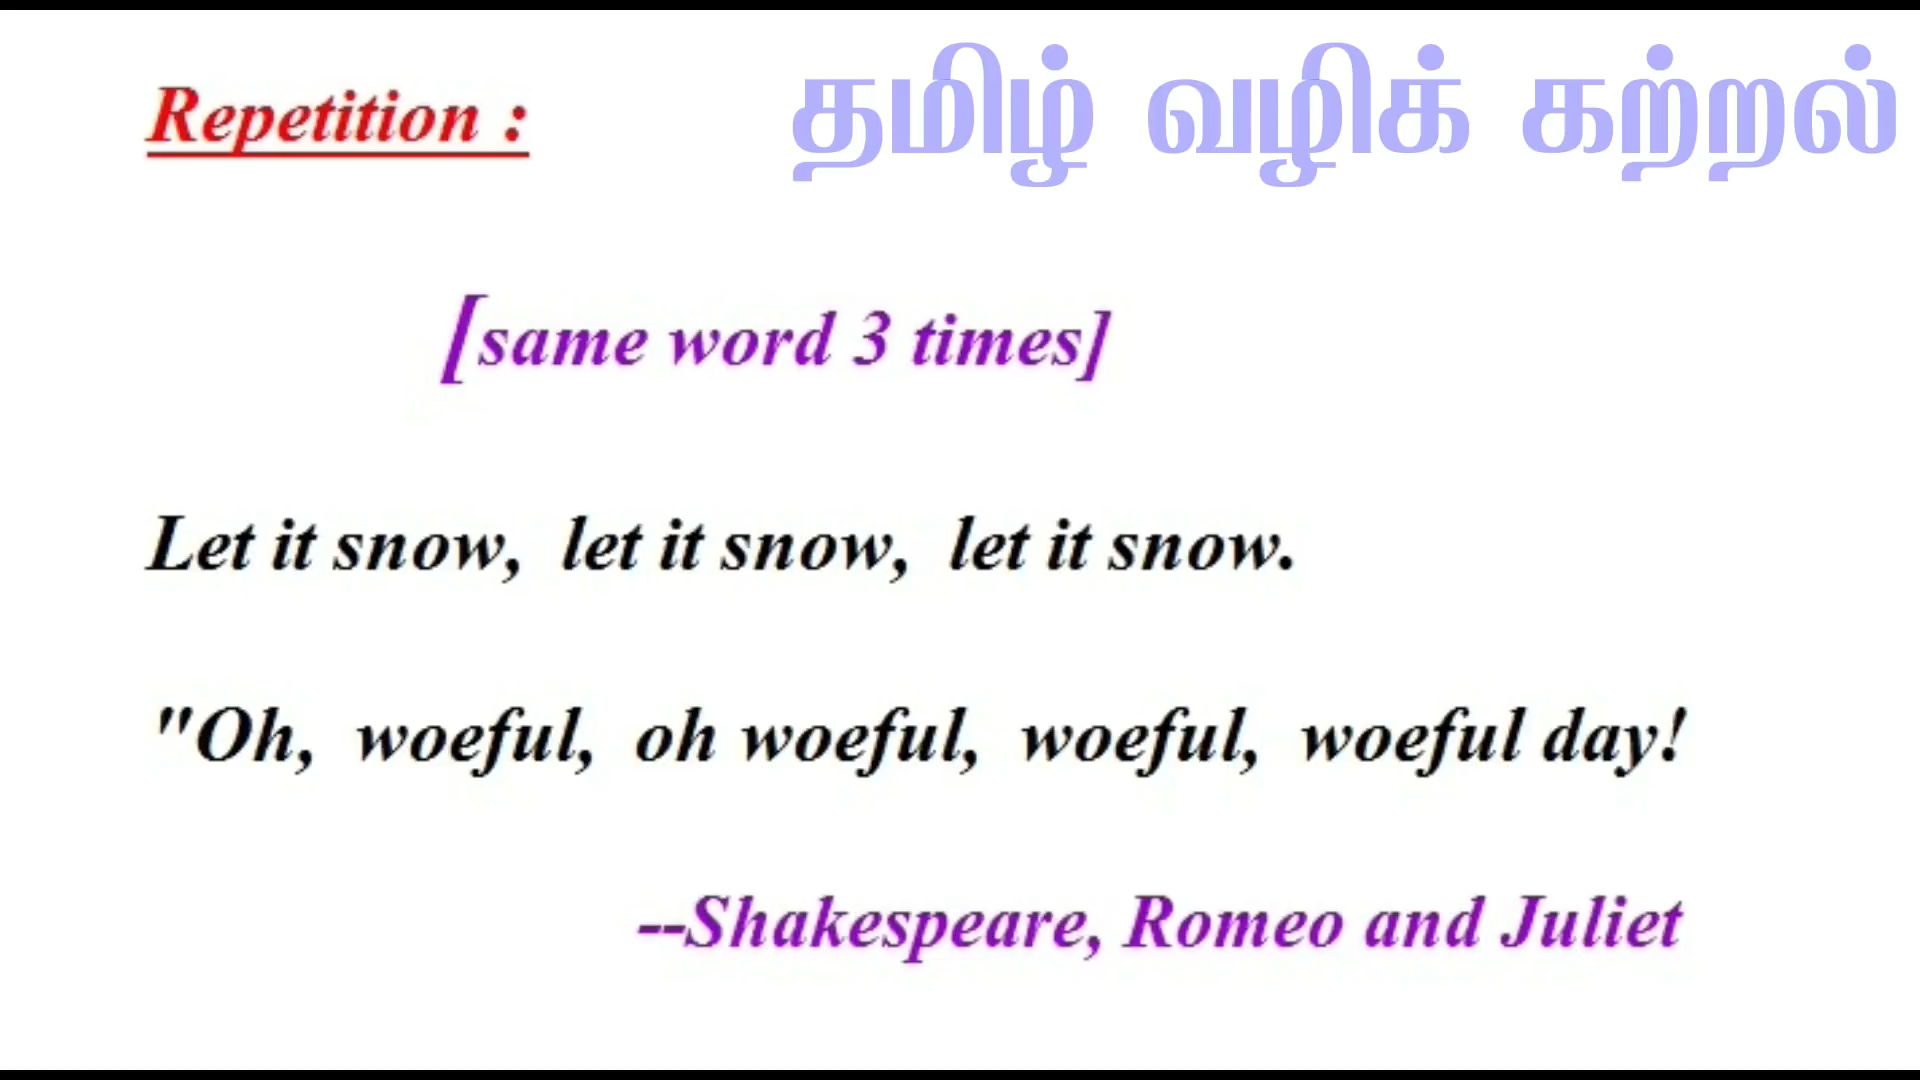 Repetition :
தமிழ் வழிக் கற்றல்
[same word 3 times]
Let it snow, let it snow, let it snow.
"Oh, woeful, oh woeful, woeful, woeful day!
--Shakespeare, Romeo and Juliet